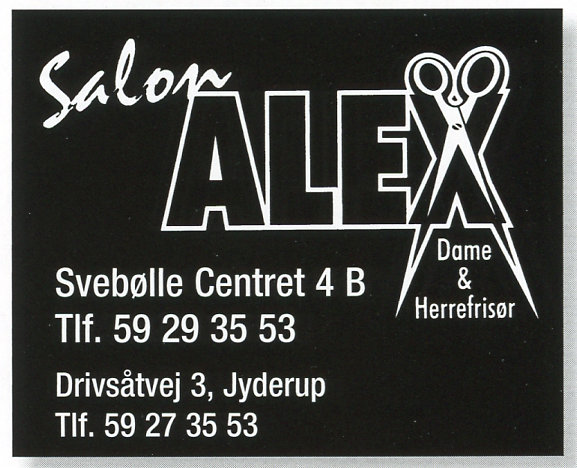 Salon
ALEX
Dame
&
Herrefrisør
Svebølle Centret 4 B
Tlf. 59 29 35 53
Drivsåtvej 3, Jyderup
Tlf. 59 27 35 53